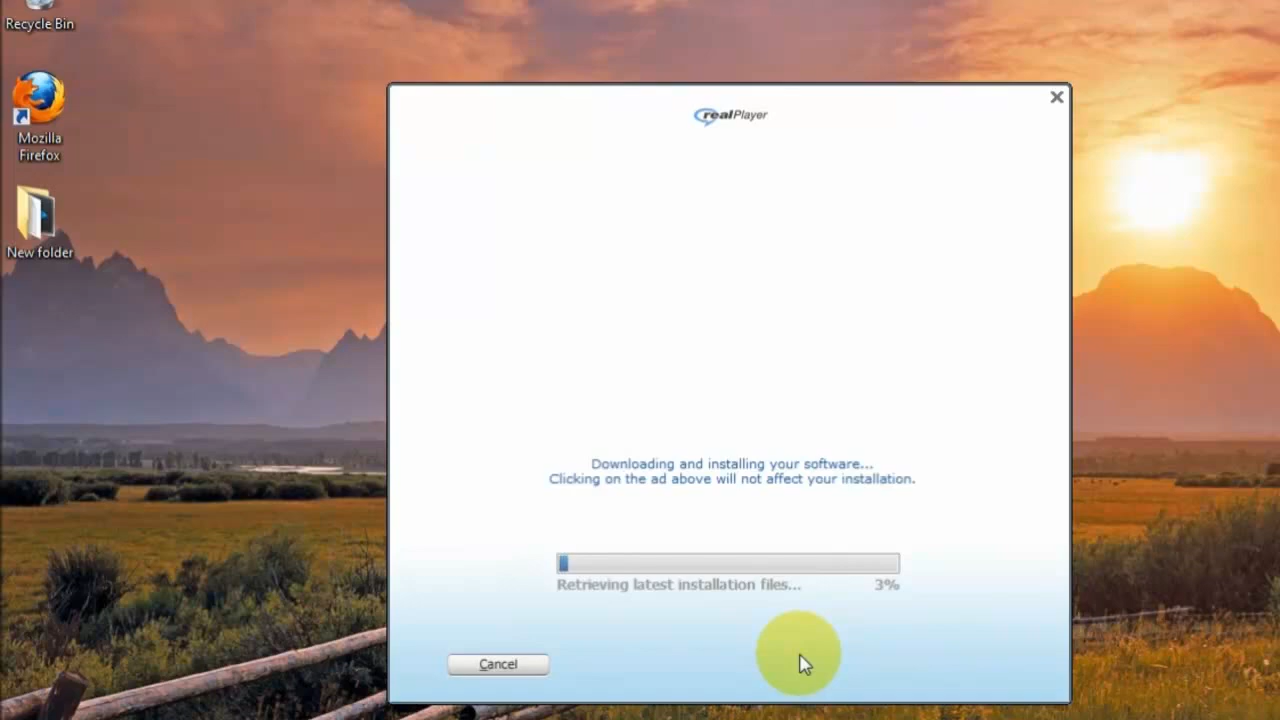 Recycle Bin
Mozilla
Firefox
New folder
realPlayer
Downloading and installing your software...
Clicking on the ad above will not affect your installation.
Retrieving latest installation files... 3%
Cancel